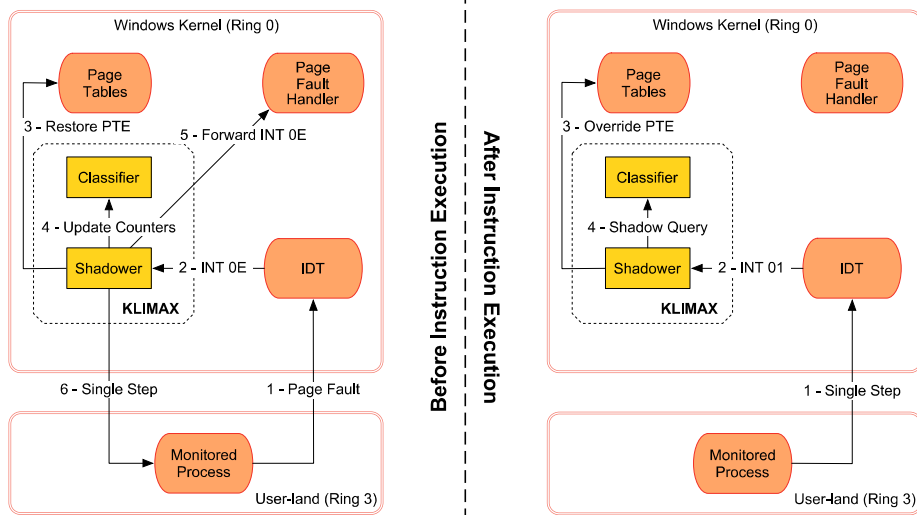 Windows Kernel (Ring 0)
Page
Tables
Page
Fault
Handler
3 - Restore PTE
5 - Forward INT 0E
Classifier
4 - Update Counters
Shadower
2 - INT 0E
IDT
KLIMAX
6 - Single Step
1 - Page Fault
Monitored
Process
User-land (Ring 3)
Before Instruction Execution
After Instruction Execution
Windows Kernel (Ring 0)
Page
Tables
Page
Fault
Handler
3 - Override PTE
Classifier
4 - Shadow Query
Shadower
2 - INT 01
IDT
KLIMAX
1 - Single Step
Monitored
Process
User-land (Ring 3)